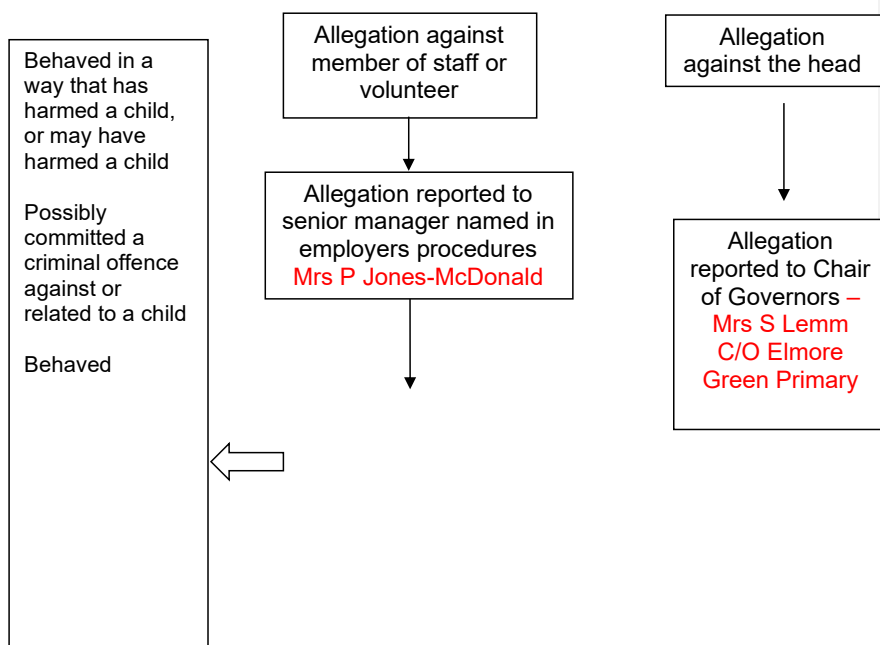 Behaved in a
way that has
harmed a child,
or may have
harmed a child
Possibly
committed a
criminal offence
against or
related to a child
Behaved
Allegation against
member of staff or
volunteer
Allegation reported to
senior manager named in
employers procedures
Mrs P Jones-McDonald
Allegation
against the head
Allegation
reported to Chair
of Governors –
Mrs S Lemm
C/O Elmore
Green Primary